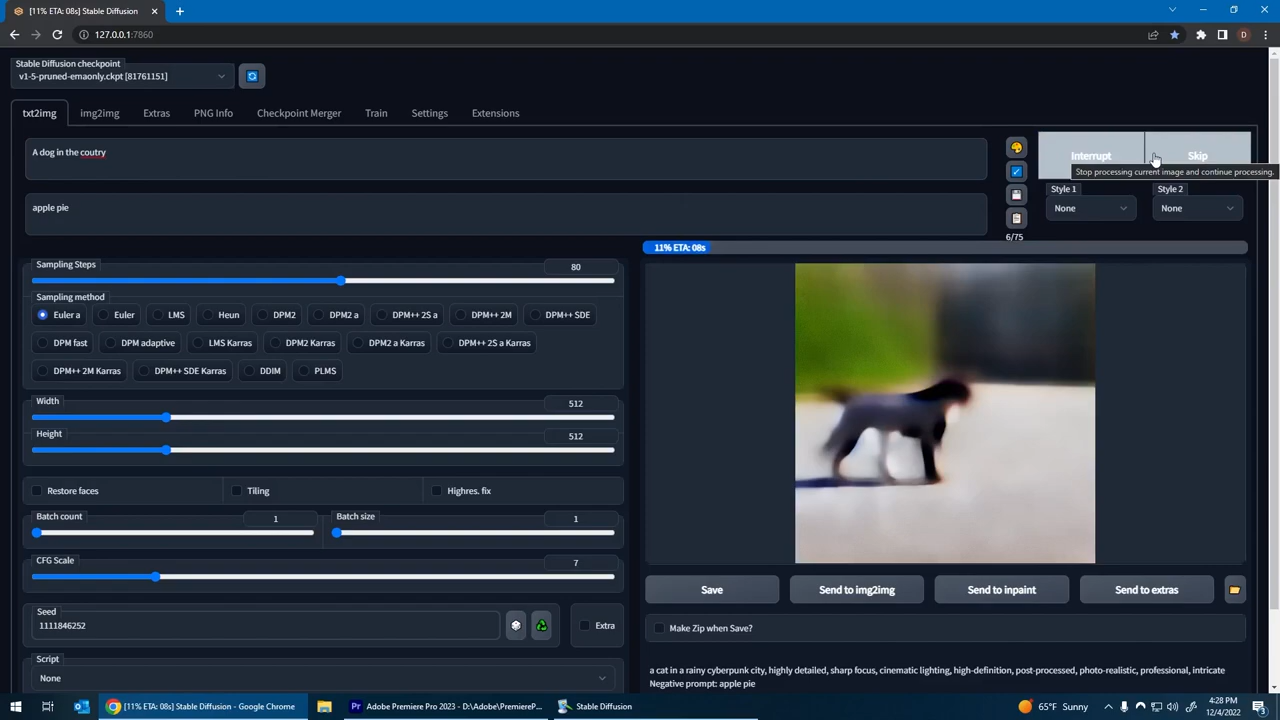 [11% ETA: 08s] Stable Diffusion
127.0.0.1:7860
Stable Diffusion checkpoint
v1-5-pruned-emaonly.ckpt [81761151]
txt2img
img2img
Extras
PNG Info
Checkpoint Merger
Train
Settings
Extensions
A dog in the coutry
apple pie
Interrupt
Skip
Stop processing current image and continue processing.
Style 1
None
Style 2
None
6/75
11% ETA: 08s
Sampling Steps
80
Sampling method
Euler a
Euler
LMS
Heun
DPM2
DPM2 a
DPM++ 2S a
DPM++ 2M
DPM++ SDE
DPM fast
DPM adaptive
LMS Karras
DPM2 Karras
DPM2 a Karras
DPM++ 2S a Karras
DPM++ 2M Karras
DPM++ SDE Karras
DDIM
PLMS
Width
512
Height
512
Restore faces
Tiling
Highres. fix
Batch count
1
Batch size
1
CFG Scale
7
Seed
1111846252
Extra
Script
None
Save
Send to img2img
Send to inpaint
Send to extras
Make Zip when Save?
a cat in a rainy cyberpunk city, highly detailed, sharp focus, cinematic lighting, high-definition, post-processed, photo-realistic, professional, intricate
Negative prompt: apple pie
[11% ETA: 08s] Stable Diffusion - Google Chrome
Adobe Premiere Pro 2023 - D:\Adobe\PremiereP...
Stable Diffusion
65°F Sunny
4:28 PM
12/4/2022